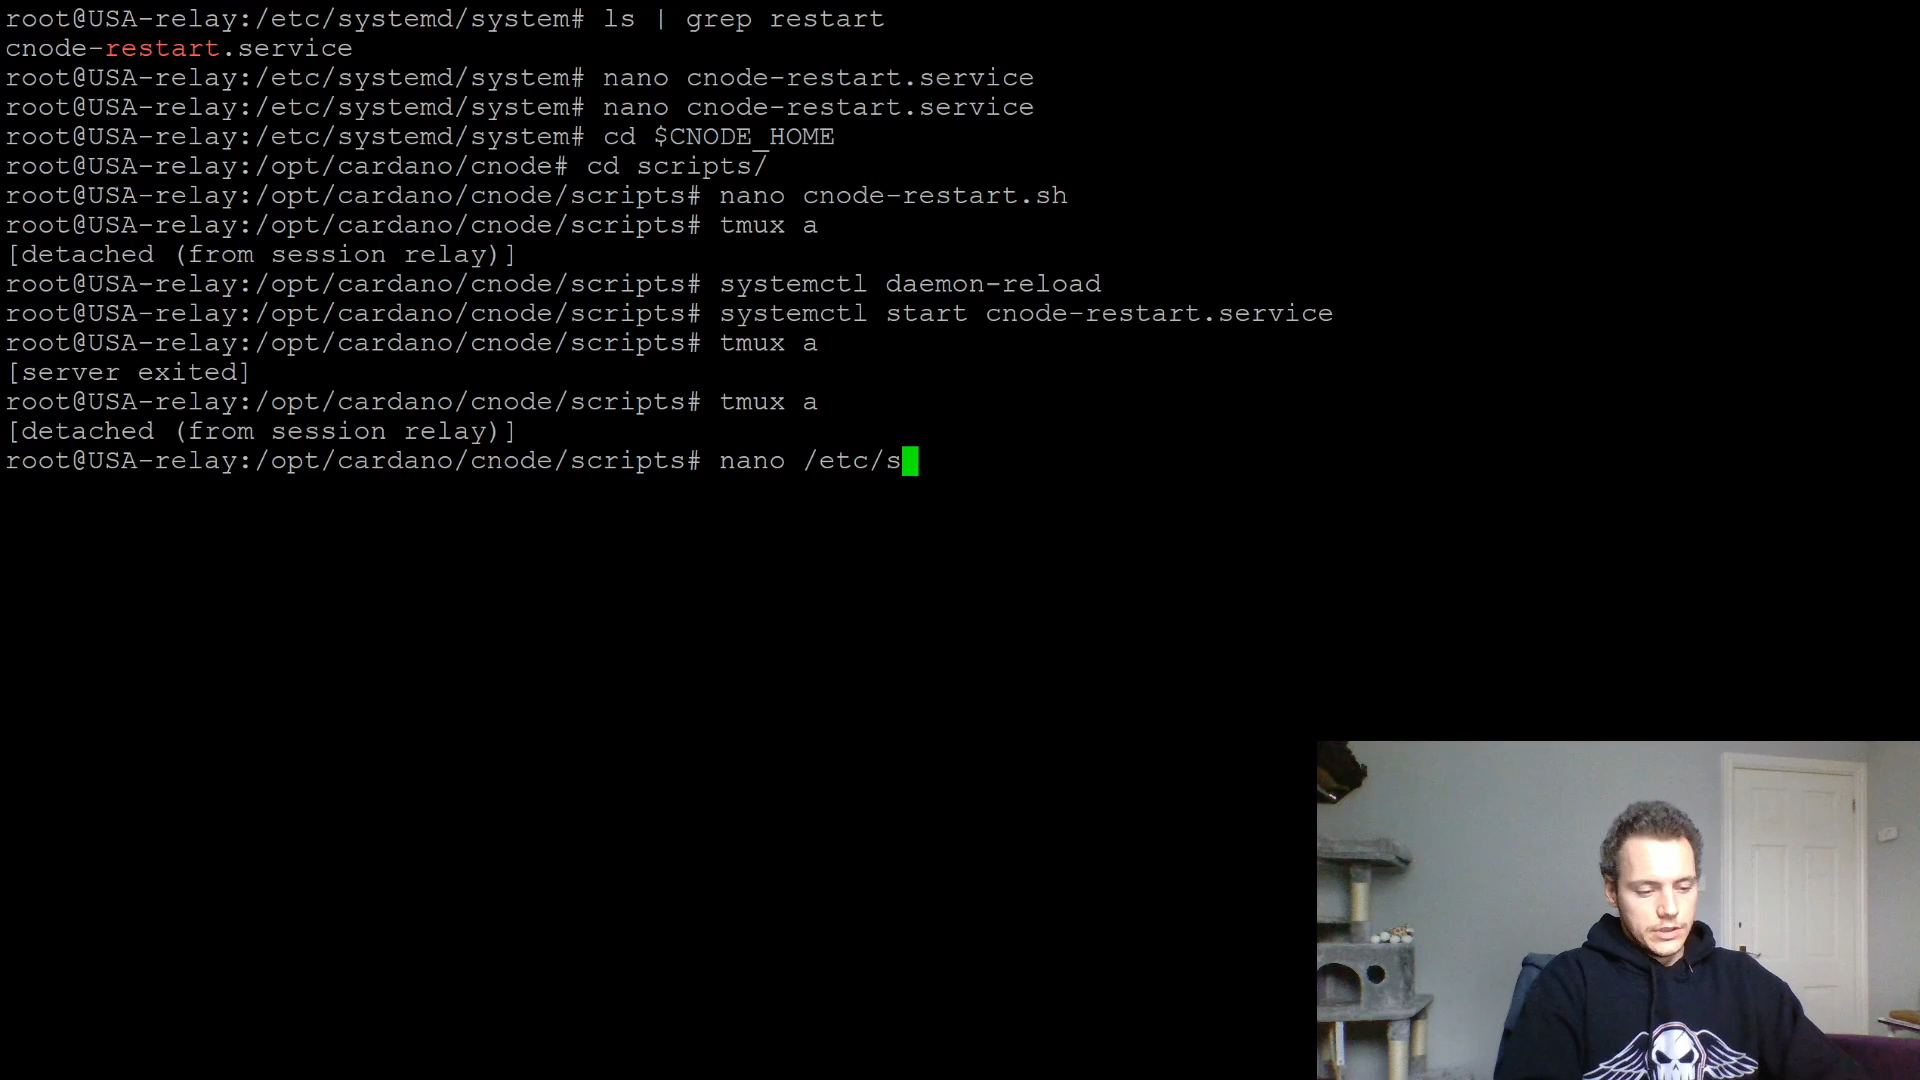 root@USA-relay:/etc/systemd/system# ls | grep restart
cnode-restart.service
root@USA-relay:/etc/systemd/system# nano cnode-restart.service
root@USA-relay:/etc/systemd/system# nano cnode-restart.service
root@USA-relay:/etc/systemd/system# cd $CNODE_HOME
root@USA-relay:/opt/cardano/cnode# cd scripts/
root@USA-relay:/opt/cardano/cnode/scripts# nano cnode-restart.sh
root@USA-relay:/opt/cardano/cnode/scripts# tmux a
[detached (from session relay)]
root@USA-relay:/opt/cardano/cnode/scripts# systemctl daemon-reload
root@USA-relay:/opt/cardano/cnode/scripts# systemctl start cnode-restart.service
root@USA-relay:/opt/cardano/cnode/scripts# tmux a
[server exited]
root@USA-relay:/opt/cardano/cnode/scripts# tmux a
[detached (from session relay)]
root@USA-relay:/opt/cardano/cnode/scripts# nano /etc/s